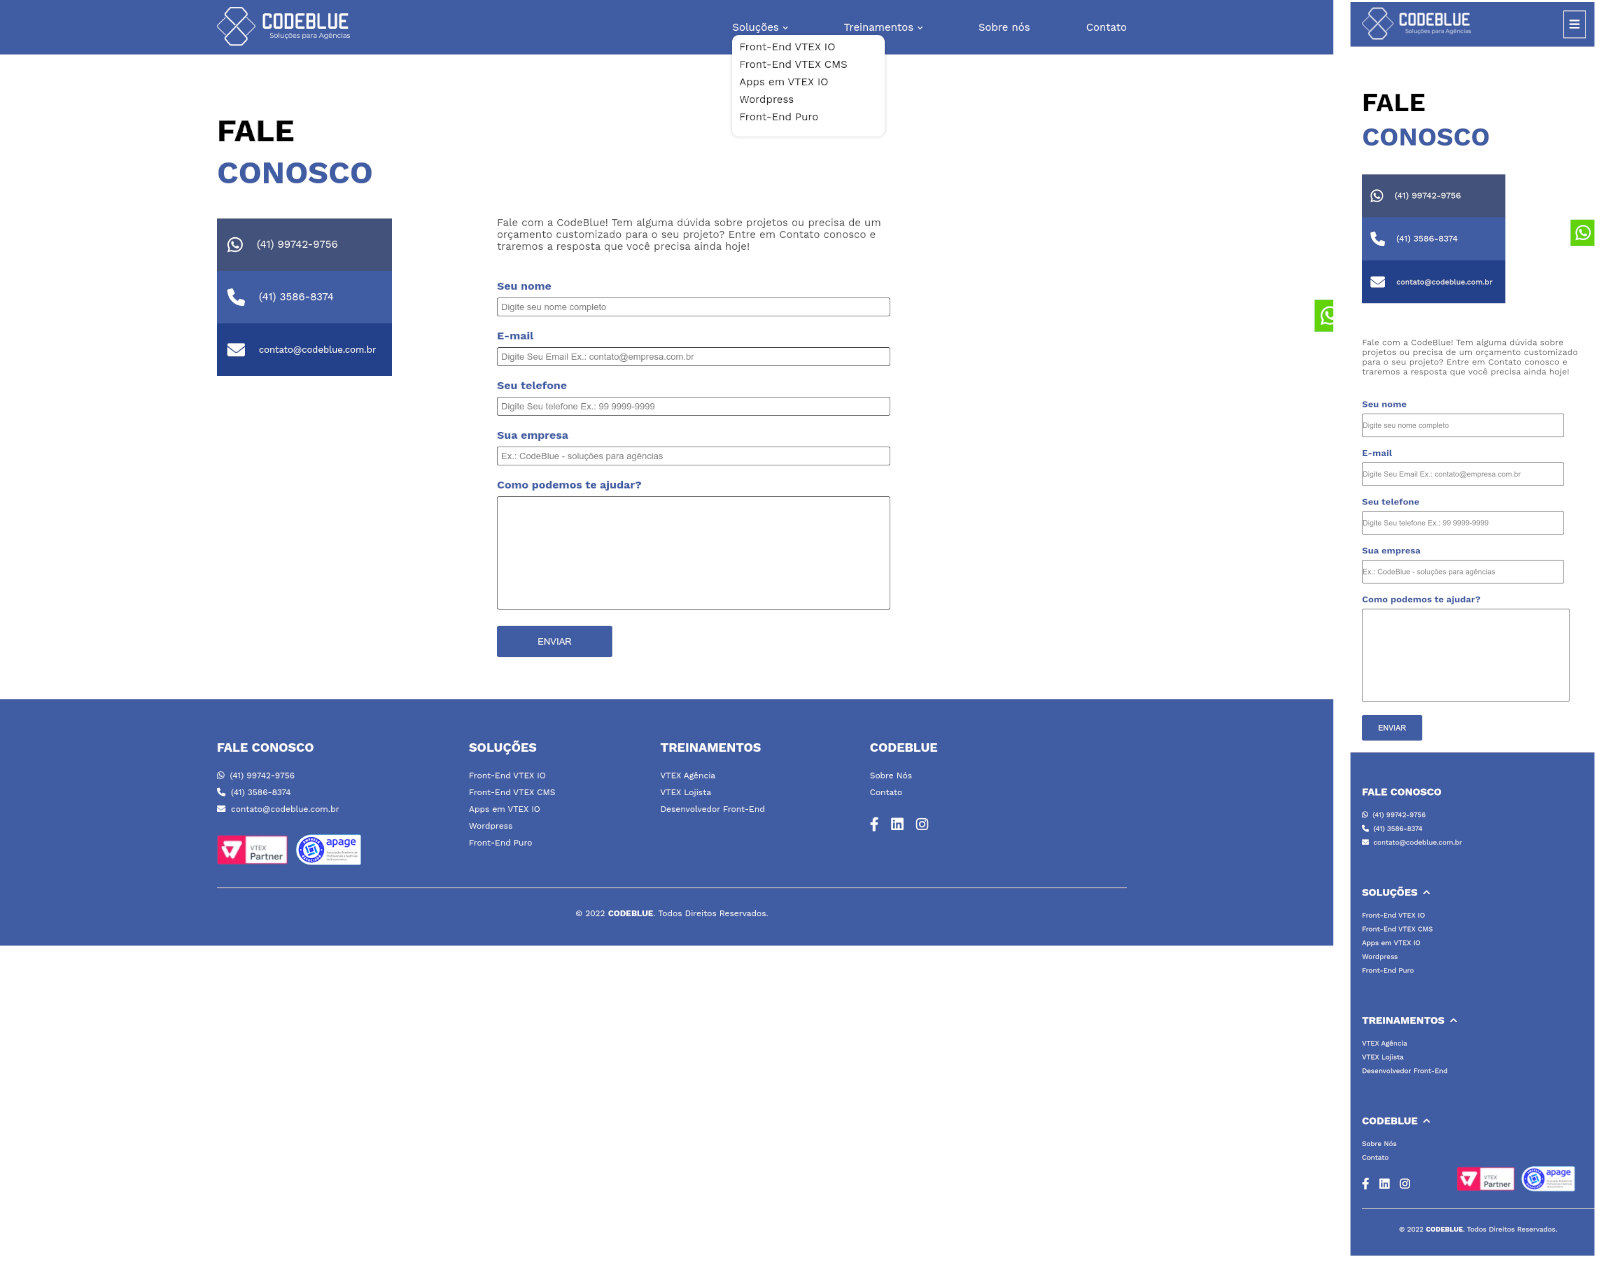 CODEBLUE
Soluções para Agências
Soluções
Treinamentos
Sobre nós
Contato
Front-End VTEX IO
Front-End VTEX CMS
Apps em VTEX IO
Wordpress
Front-End Puro
FALE
CONOSCO
(41) 99742-9756
(41) 3586-8374
contato@codeblue.com.br
Fale com a CodeBlue! Tem alguma dúvida sobre projetos ou precisa de um
orçamento customizado para o seu projeto? Entre em Contato conosco e
traremos a resposta que você precisa ainda hoje!
Seu nome
Digite seu nome completo
E-mail
Digite Seu Email Ex.: contato@empresa.com.br
Seu telefone
Digite Seu telefone Ex.: 99 9999-9999
Sua empresa
Ex.: CodeBlue - soluções para agências
Como podemos te ajudar?
ENVIAR
FALE CONOSCO
(41) 99742-9756
(41) 3586-8374
contato@codeblue.com.br
VTEX
Partner
apage
SOLUÇÕES
Front-End VTEX IO
Front-End VTEX CMS
Apps em VTEX IO
Wordpress
Front-End Puro
TREINAMENTOS
VTEX Agência
VTEX Lojista
Desenvolvedor Front-End
CODEBLUE
Sobre Nós
Contato
© 2022 CODEBLUE. Todos Direitos Reservados.
CODEBLUE
Soluções para Agências
FALE
CONOSCO
(41) 99742-9756
(41) 3586-8374
contato@codeblue.com.br
Fale com a CodeBlue! Tem alguma dúvida sobre
projetos ou precisa de um orçamento customizado
para o seu projeto? Entre em Contato conosco e
traremos a resposta que você precisa ainda hoje!
Seu nome
Digite seu nome completo
E-mail
Digite Seu Email Ex.: contato@empresa.com.br
Seu telefone
Digite Seu telefone Ex.: 99 9999-9999
Sua empresa
Ex.: CodeBlue - soluções para agências
Como podemos te ajudar?
ENVIAR
FALE CONOSCO
(41) 99742-9756
(41) 3586-8374
contato@codeblue.com.br
SOLUÇÕES
Front-End VTEX IO
Front-End VTEX CMS
Apps em VTEX IO
Wordpress
Front-End Puro
TREINAMENTOS
VTEX Agência
VTEX Lojista
Desenvolvedor Front-End
CODEBLUE
Sobre Nós
Contato
VTEX
Partner
apage
© 2022 CODEBLUE. Todos Direitos Reservados.